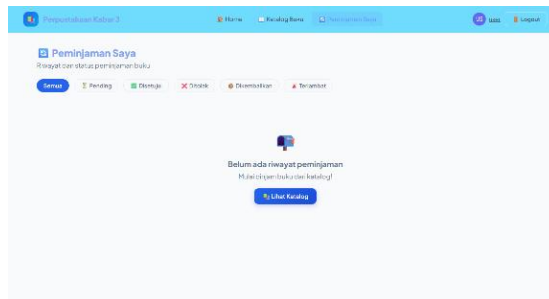 Perpustakaan Kabar 3 Home Katalog Buku Peminjaman Saya Logout
Peminjaman Saya
Riwayat dan status peminjaman buku
Semua Pending Disetujui Ditolak Dikembalikan Terlambat
Belum ada riwayat peminjaman
Mulai pinjam buku dari katalog!
Lihat Katalog